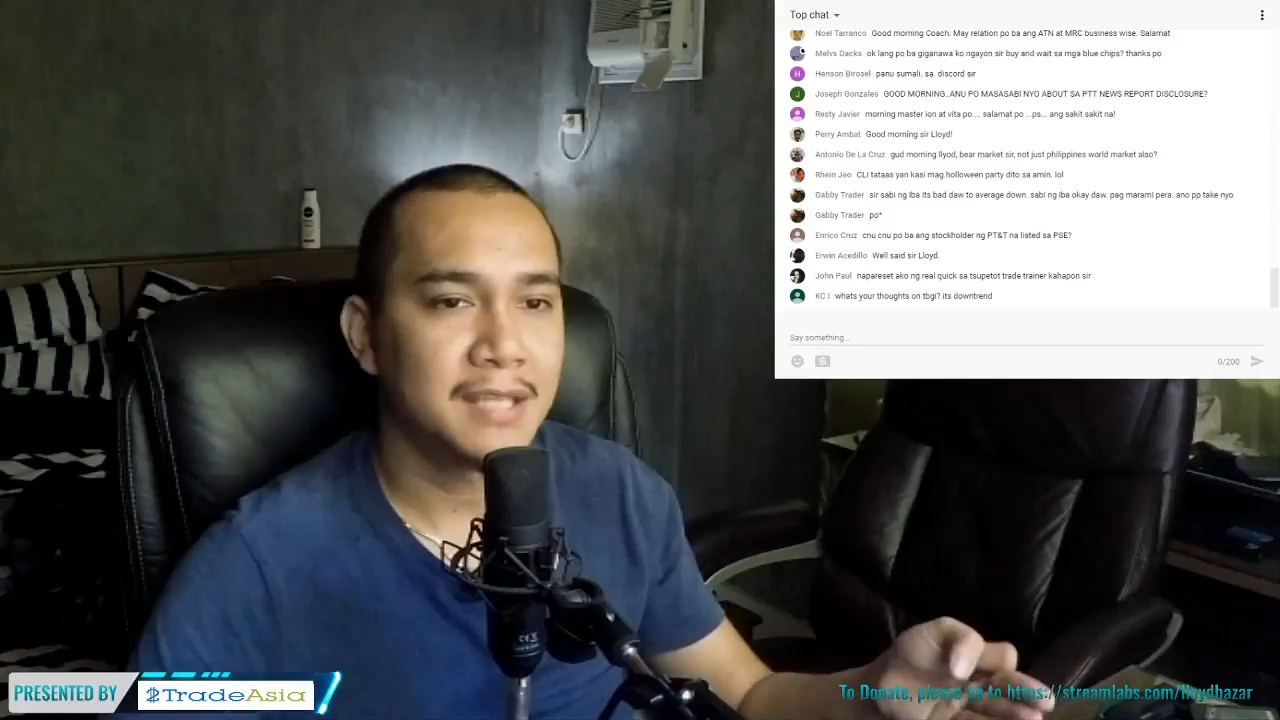 Top chat
Noel Tarranco Good morning Coach. May relation po ba ang ATN at MRC business wise. Salamat
Melvs Dacks ok lang po ba giganawa ko ngayon sir buy and wait sa mga blue chips? thanks po
H Henson Birosel panu sumali. sa. discord sir
J Joseph Gonzales GOOD MORNING..ANU PO MASASABI NYO ABOUT SA PTT NEWS REPORT DISCLOSURE?
Resty Javier morning master ion at vita po.... salamat po ...ps... ang sakit sakit na!
Perry Ambat Good morning sir Lloyd!
Antonio De La Cruz gud morning llyod, bear market sir, not just philippines world market also?
Rhein Jeo CLI tataas yan kasi mag.holloween party dito sa amin. lol
Gabby Trader sir sabi ng iba its bad daw to average down. sabi ng iba okay daw. pag marami pera. ano pp take nyo
Gabby Trader po*
Enrico Cruz cnu cnu po ba ang stockholder ng PT&T na listed sa PSE?
Erwin Acedillo Well said sir Lloyd.
John Paul napareset ako ng real quick sa tsupetot trade trainer kahapon sir
KC I whats your thoughts on tbgi? its downtrend
Say something...
0/200
PRESENTED BY $TradeAsia
To Donate, please go to https://streamlabs.com/lloydbazar